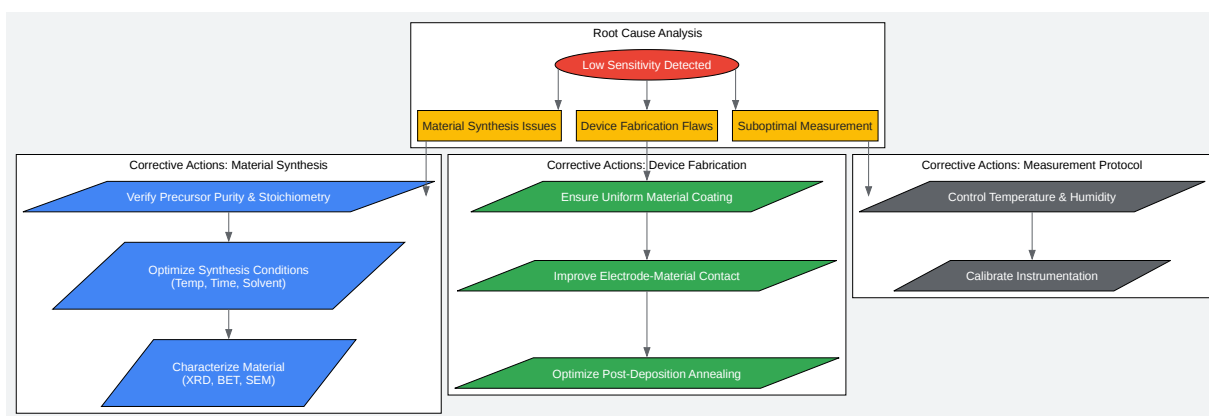 Root Cause Analysis
Low Sensitivity Detected
Material Synthesis Issues
Device Fabrication Flaws
Suboptimal Measurement
Corrective Actions: Material Synthesis
Verify Precursor Purity & Stoichiometry
Optimize Synthesis Conditions
(Temp, Time, Solvent)
Characterize Material
(XRD, BET, SEM)
Corrective Actions: Device Fabrication
Ensure Uniform Material Coating
Improve Electrode-Material Contact
Optimize Post-Deposition Annealing
Corrective Actions: Measurement Protocol
Control Temperature & Humidity
Calibrate Instrumentation